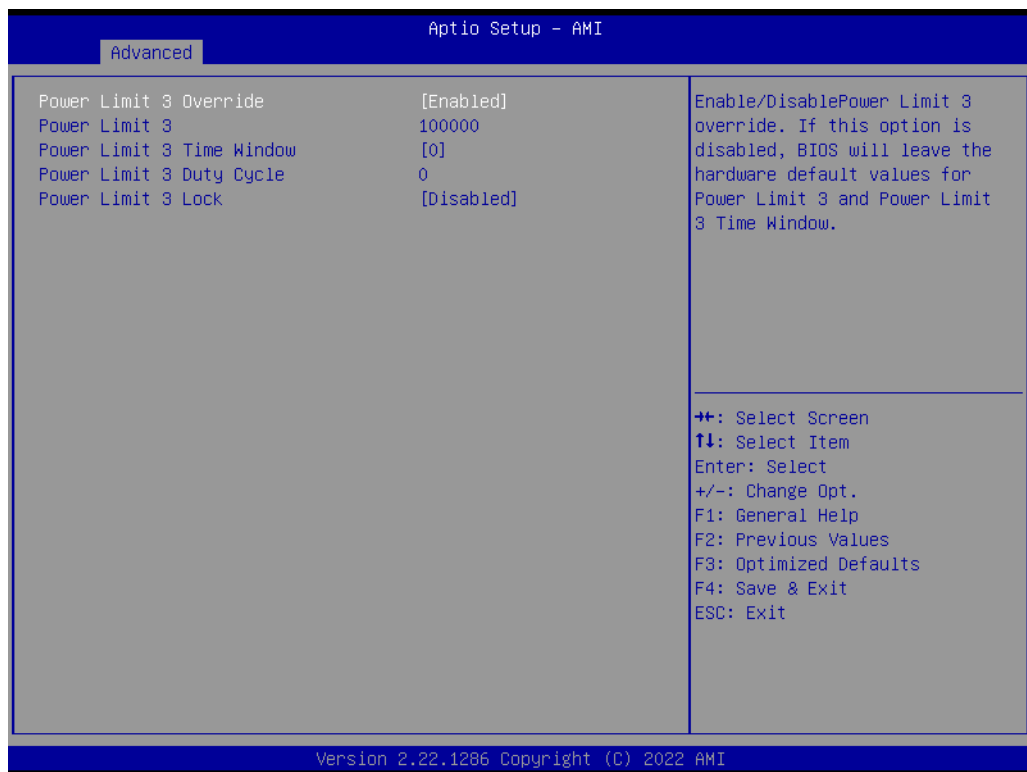 Aptio Setup – AMI
Advanced
Power Limit 3 Override [Enabled]
Power Limit 3 100000
Power Limit 3 Time Window [0]
Power Limit 3 Duty Cycle 0
Power Limit 3 Lock [Disabled]
Enable/DisablePower Limit 3
override. If this option is
disabled, BIOS will leave the
hardware default values for
Power Limit 3 and Power Limit
3 Time Window.
→←: Select Screen
↑↓: Select Item
Enter: Select
+/-: Change Opt.
F1: General Help
F2: Previous Values
F3: Optimized Defaults
F4: Save & Exit
ESC: Exit
Version 2.22.1286 Copyright (C) 2022 AMI